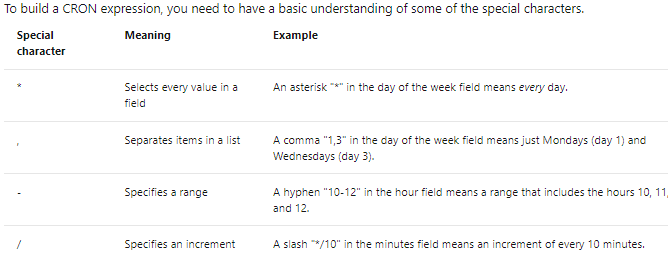 To build a CRON expression, you need to have a basic understanding of some of the special characters.
Special character Meaning Example
* Selects every value in a field An asterisk "*" in the day of the week field means every day.
, Separates items in a list A comma "1,3" in the day of the week field means just Mondays (day 1) and
Wednesdays (day 3).
- Specifies a range A hyphen "10-12" in the hour field means a range that includes the hours 10, 11,
and 12.
/ Specifies an increment A slash "*/10" in the minutes field means an increment of every 10 minutes.